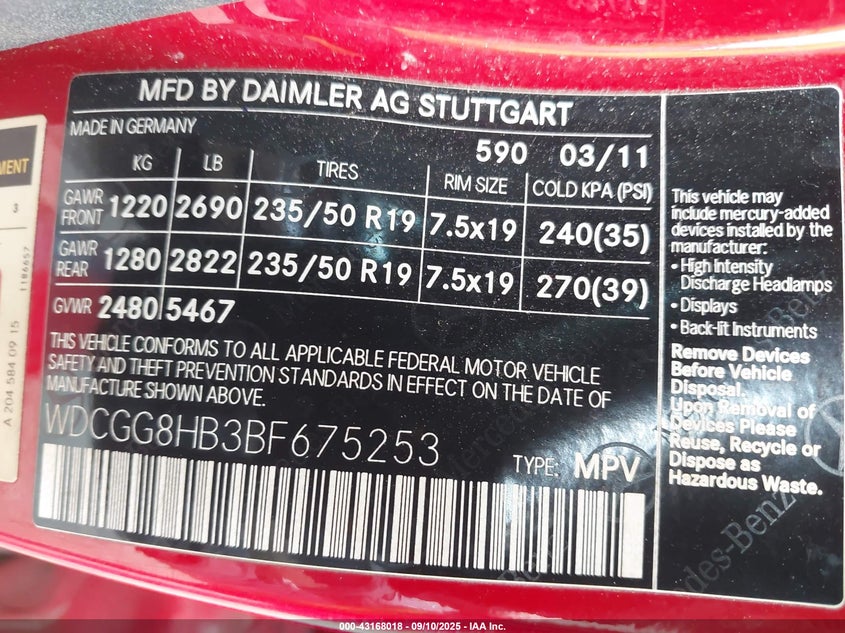 MFD BY DAIMLER AG STUTTGART
MADE IN GERMANY
590 03/11
KG LB TIRES RIM SIZE COLD KPA (PSI)
GAWR FRONT 1220 2690 235/50 R19 7.5x19 240(35)
GAWR REAR 1280 2822 235/50 R19 7.5x19 270(39)
GVWR 2480 5467
THIS VEHICLE CONFORMS TO ALL APPLICABLE FEDERAL MOTOR VEHICLE
SAFETY AND THEFT PREVENTION STANDARDS IN EFFECT ON THE DATE OF
MANUFACTURE SHOWN ABOVE.
WDCGG8HB3BF675253
TYPE: MPV
This vehicle may
include mercury-added
devices installed by the
manufacturer:
• High Intensity
Discharge Headlamps
• Displays
• Back-lit Instruments
Remove Devices
Before Vehicle
Disposal.
Upon Removal of
Devices Please
Reuse, Recycle or
Dispose as
Hazardous Waste.
MENT
3
1186657
A 204 584 09 15
Mercedes-Benz
des-Benz
000-43168018 - 09/10/2025 - IAA Inc.